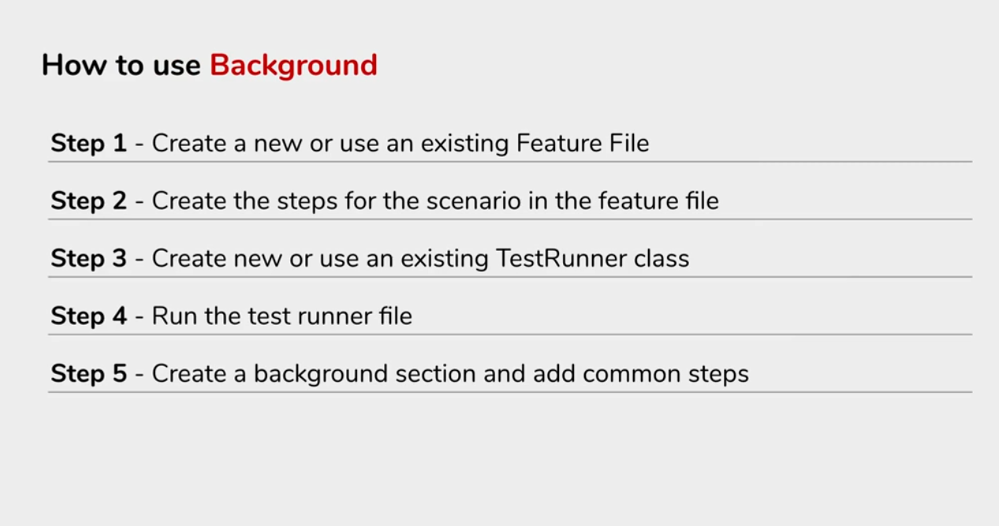 How to use Background
Step 1 - Create a new or use an existing Feature File
Step 2 - Create the steps for the scenario in the feature file
Step 3 - Create new or use an existing TestRunner class
Step 4 - Run the test runner file
Step 5 - Create a background section and add common steps